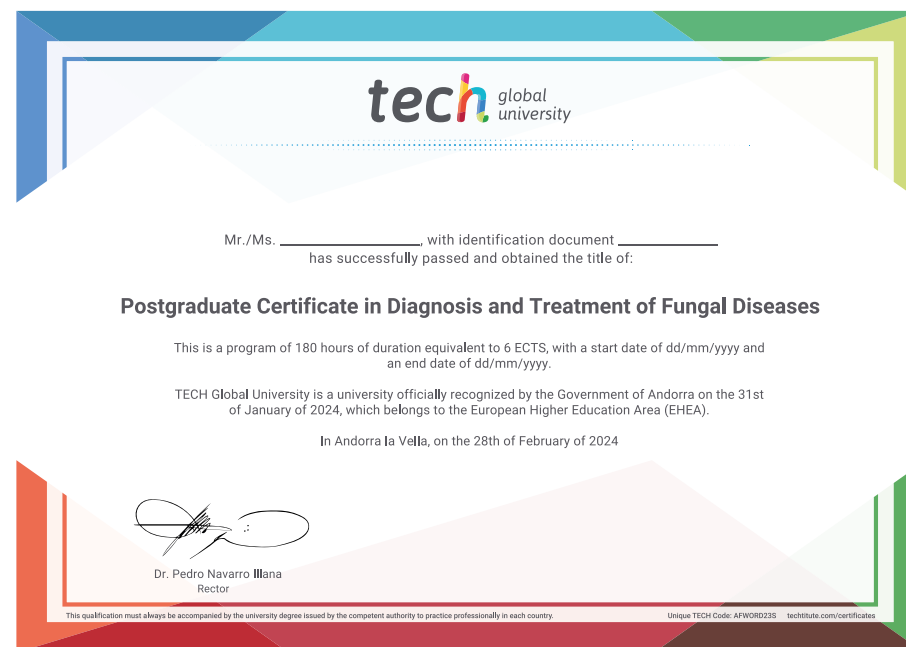 tech global
university
Mr./Ms. ____________, with identification document ____________
has successfully passed and obtained the title of:
Postgraduate Certificate in Diagnosis and Treatment of Fungal Diseases
This is a program of 180 hours of duration equivalent to 6 ECTS, with a start date of dd/mm/yyyy and
an end date of dd/mm/yyyy.
TECH Global University is a university officially recognized by the Government of Andorra on the 31st
of January of 2024, which belongs to the European Higher Education Area (EHEA).
In Andorra la Vella, on the 28th of February of 2024
Dr. Pedro Navarro Illana
Rector
This qualification must always be accompanied by the university degree issued by the competent authority to practice professionally in each country.
Unique TECH Code: AFWORD23S techtitute.com/certificates